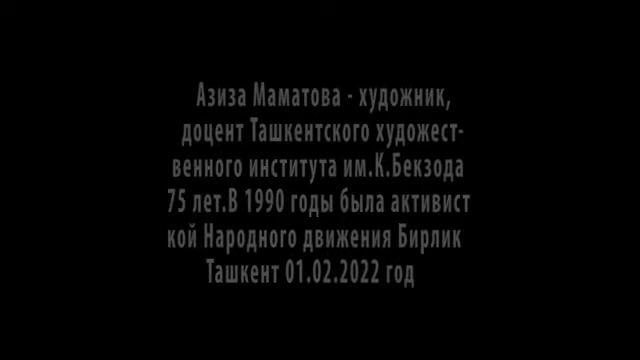 Азиза Маматова - художник,
доцент Ташкентского художест-
венного института им.К.Бекзода
75 лет.В 1990 годы была активист
кой Народного движения Бирлик
Ташкент 01.02.2022 год